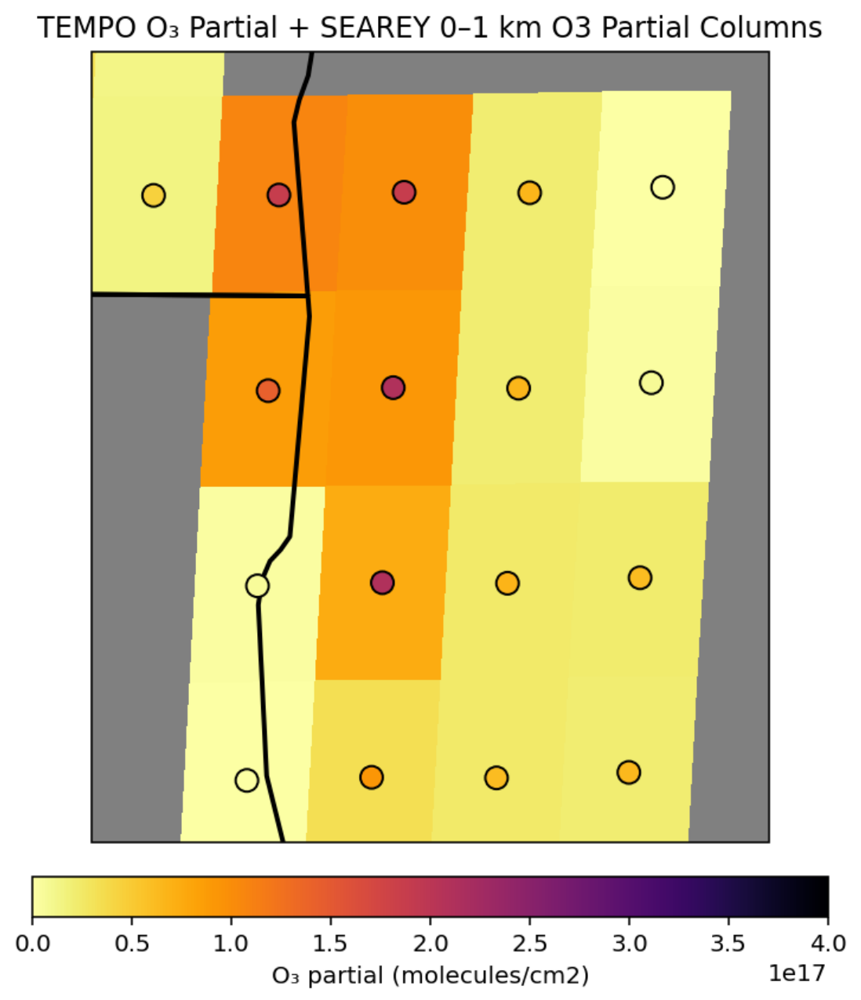 TEMPO O₃ Partial + SEAREY 0–1 km O3 Partial Columns
0.0 0.5 1.0 1.5 2.0 2.5 3.0 3.5 4.0
1e17
O₃ partial (molecules/cm2)